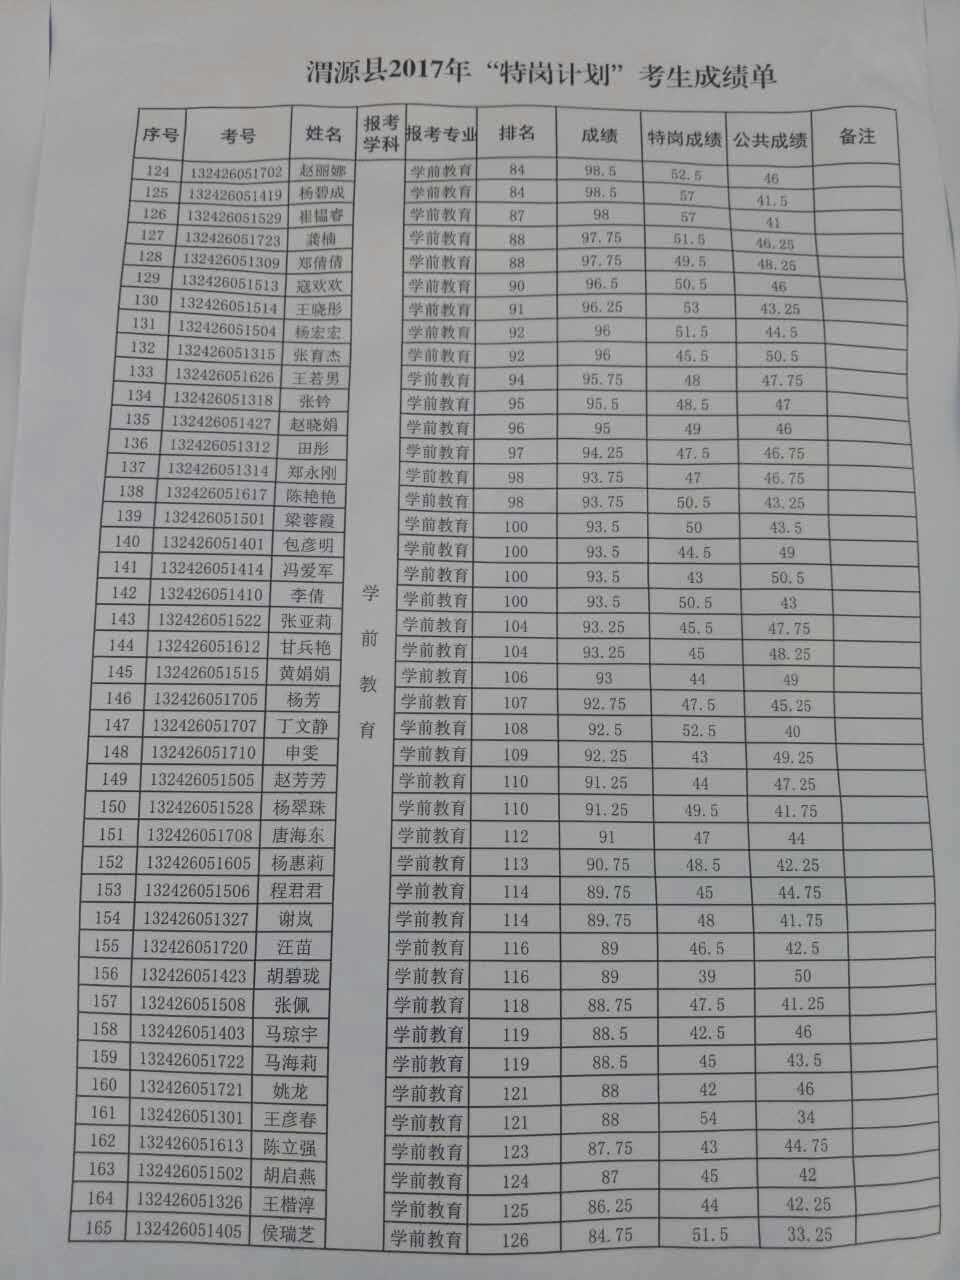 渭源县2017年“特岗计划”考生成绩单
序号 考号 姓名 报考学科 报考专业 排名 成绩 特岗成绩 公共成绩 备注
学前教育
124 132426051702 赵丽娜 学前教育 84 98.5 52.5 46
125 132426051419 杨碧成 学前教育 84 98.5 57 41.5
126 132426051529 崔韫睿 学前教育 87 98 57 41
127 132426051723 龚楠 学前教育 88 97.75 51.5 46.25
128 132426051309 郑倩倩 学前教育 88 97.75 49.5 48.25
129 132426051513 寇欢欢 学前教育 90 96.5 50.5 46
130 132426051514 王晓彤 学前教育 91 96.25 53 43.25
131 132426051504 杨宏宏 学前教育 92 96 51.5 44.5
132 132426051315 张育杰 学前教育 92 96 45.5 50.5
133 132426051626 王若男 学前教育 94 95.75 48 47.75
134 132426051318 张钤 学前教育 95 95.5 48.5 47
135 132426051427 赵晓娟 学前教育 96 95 49 46
136 132426051312 田彤 学前教育 97 94.25 47.5 46.75
137 132426051314 郑永刚 学前教育 98 93.75 47 46.75
138 132426051617 陈艳艳 学前教育 98 93.75 50.5 43.25
139 132426051501 梁蓉霞 学前教育 100 93.5 50 43.5
140 132426051401 包彦明 学前教育 100 93.5 44.5 49
141 132426051414 冯爱军 学前教育 100 93.5 43 50.5
142 132426051410 李倩 学前教育 100 93.5 50.5 43
143 132426051522 张亚莉 学前教育 104 93.25 45.5 47.75
144 132426051612 甘兵艳 学前教育 104 93.25 45 48.25
145 132426051515 黄娟娟 学前教育 106 93 44 49
146 132426051705 杨芳 学前教育 107 92.75 47.5 45.25
147 132426051707 丁文静 学前教育 108 92.5 52.5 40
148 132426051710 申雯 学前教育 109 92.25 43 49.25
149 132426051505 赵芳芳 学前教育 110 91.25 44 47.25
150 132426051528 杨翠珠 学前教育 110 91.25 49.5 41.75
151 132426051708 唐海东 学前教育 112 91 47 44
152 132426051605 杨惠莉 学前教育 113 90.75 48.5 42.25
153 132426051506 程君君 学前教育 114 89.75 45 44.75
154 132426051327 谢岚 学前教育 114 89.75 48 41.75
155 132426051720 汪苗 学前教育 116 89 46.5 42.5
156 132426051423 胡碧珑 学前教育 116 89 39 50
157 132426051508 张佩 学前教育 118 88.75 47.5 41.25
158 132426051403 马琼宇 学前教育 119 88.5 42.5 46
159 132426051722 马海莉 学前教育 119 88.5 45 43.5
160 132426051721 姚龙 学前教育 121 88 42 46
161 132426051301 王彦春 学前教育 121 88 54 34
162 132426051613 陈立强 学前教育 123 87.75 43 44.75
163 132426051502 胡启燕 学前教育 124 87 45 42
164 132426051326 王楷淳 学前教育 125 86.25 44 42.25
165 132426051405 侯瑞芝 学前教育 126 84.75 51.5 33.25